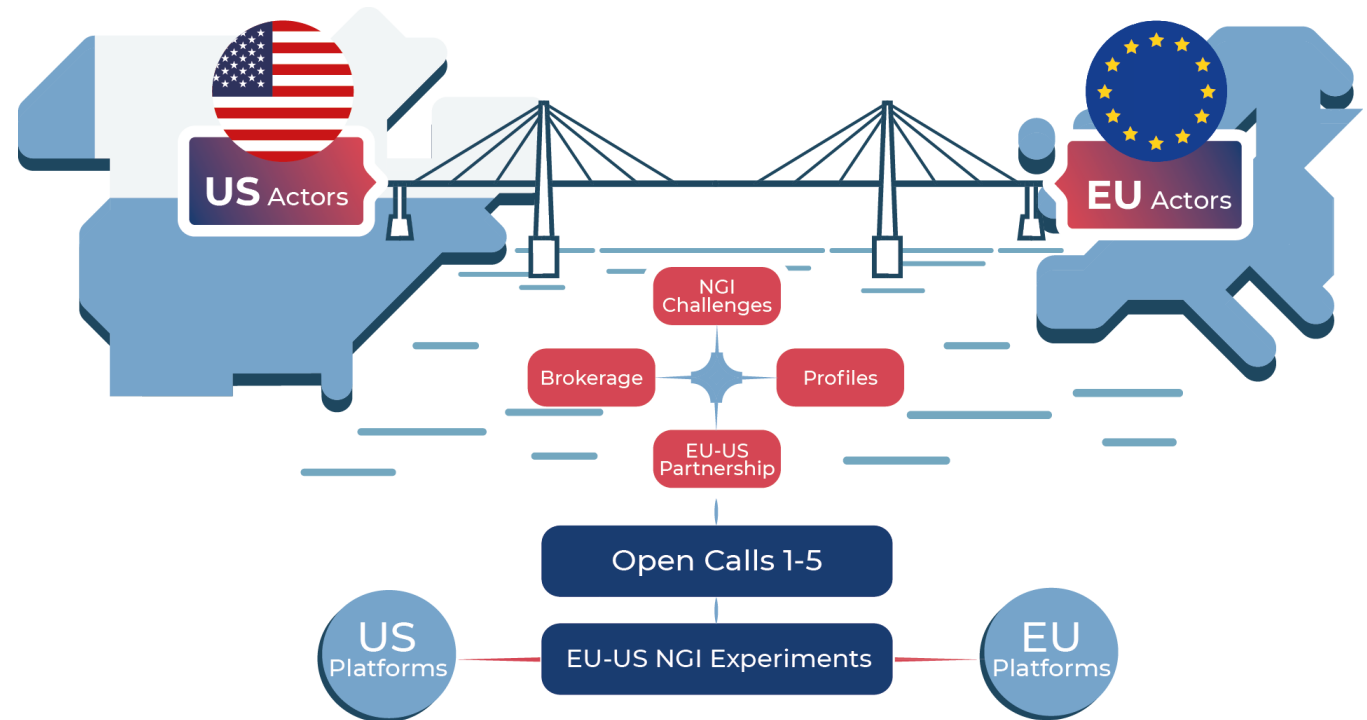 US Actors
EU Actors
NGI
Challenges
Brokerage
Profiles
EU-US
Partnership
Open Calls 1-5
US
Platforms
EU-US NGI Experiments
EU
Platforms